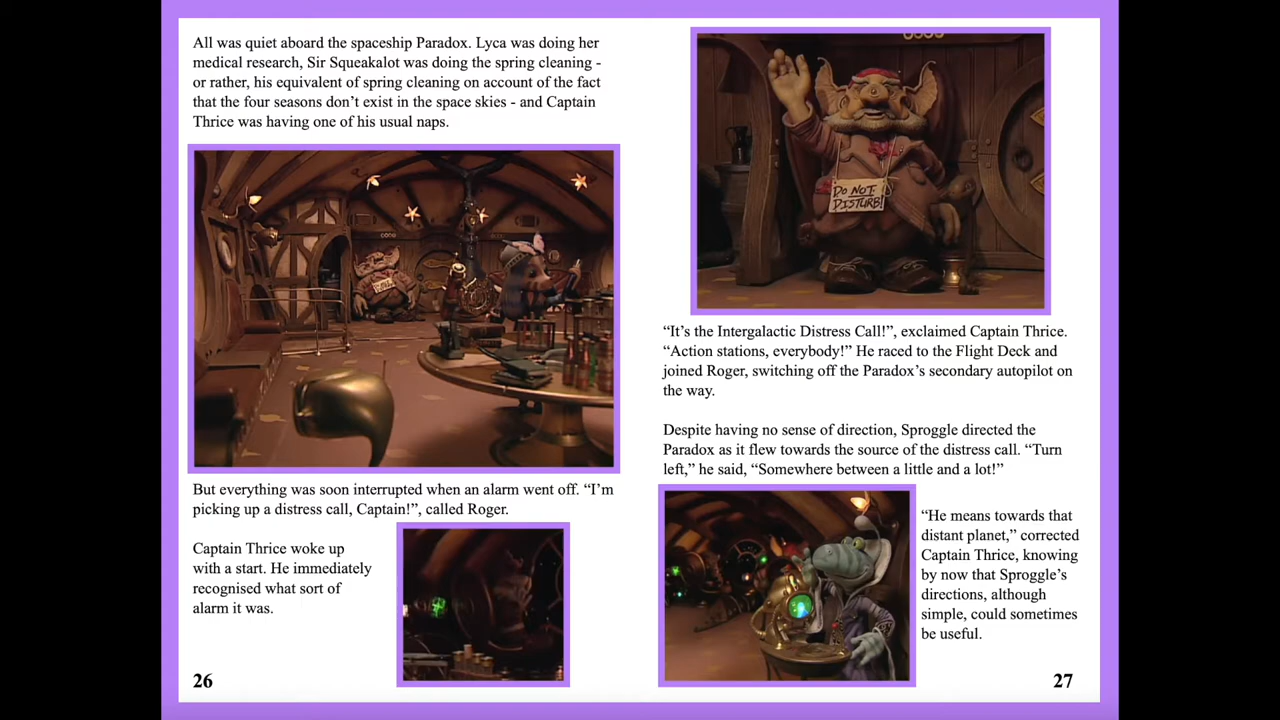 All was quiet aboard the spaceship Paradox. Lyca was doing her
medical research, Sir Squeakalot was doing the spring cleaning -
or rather, his equivalent of spring cleaning on account of the fact
that the four seasons don’t exist in the space skies - and Captain
Thrice was having one of his usual naps.
But everything was soon interrupted when an alarm went off. “I’m
picking up a distress call, Captain!”, called Roger.
Captain Thrice woke up
with a start. He immediately
recognised what sort of
alarm it was.
26
DO NOT
DISTURB!
“It’s the Intergalactic Distress Call!”, exclaimed Captain Thrice.
“Action stations, everybody!” He raced to the Flight Deck and
joined Roger, switching off the Paradox’s secondary autopilot on
the way.
Despite having no sense of direction, Sproggle directed the
Paradox as it flew towards the source of the distress call. “Turn
left,” he said, “Somewhere between a little and a lot!”
“He means towards that
distant planet,” corrected
Captain Thrice, knowing
by now that Sproggle’s
directions, although
simple, could sometimes
be useful.
27